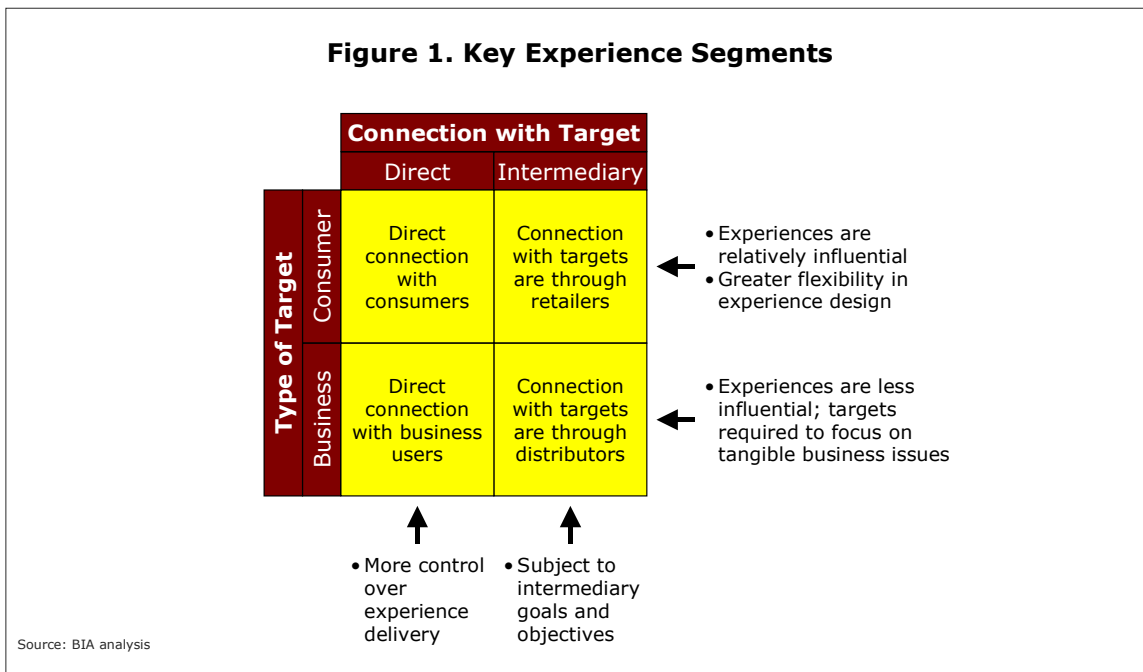 Figure 1. Key Experience Segments
Connection with Target
Direct
Intermediary
Type of Target
Consumer
Direct
connection
with
consumers
Connection
with targets
are through
retailers
• Experiences are
relatively influential
• Greater flexibility in
experience design
Business
Direct
connection
with business
users
Connection
with targets
are through
distributors
• Experiences are less
influential; targets
required to focus on
tangible business issues
• More control
over
experience
delivery
• Subject to
intermediary
goals and
objectives
Source: BIA analysis